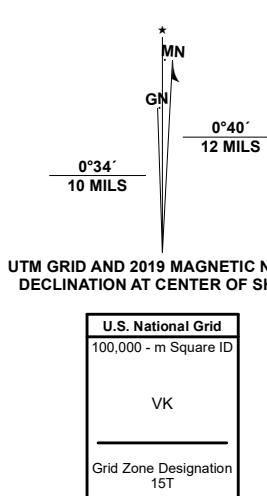 MN
GN
0°40´
12 MILS
0°34´
10 MILS
UTM GRID AND 2019 MAGNETIC
DECLINATION AT CENTER OF
U.S. National Grid
100,000 - m Square ID
VK
Grid Zone Designation
15T